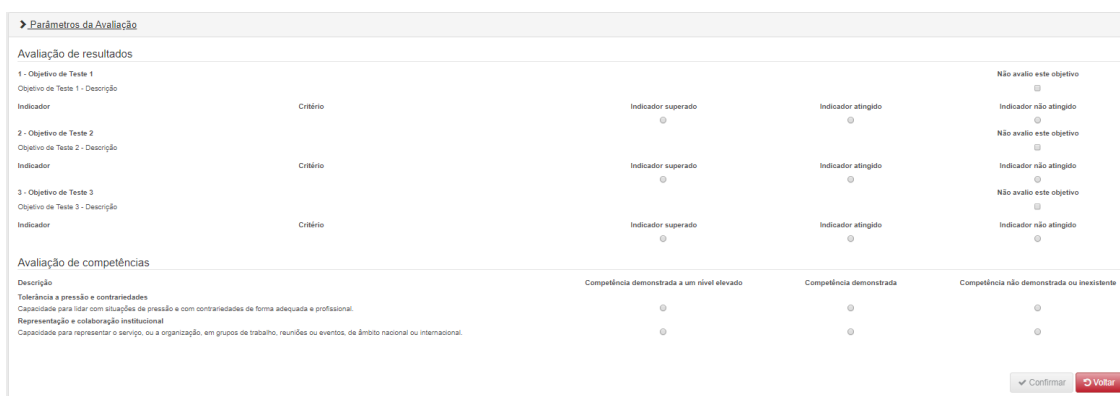 Parâmetros da Avaliação
Avaliação de resultados
1 - Objetivo de Teste 1 Não avalio este objetivo
Objetivo de Teste 1 - Descrição
Indicador Critério Indicador superado Indicador atingido Indicador não atingido
2 - Objetivo de Teste 2 Não avalio este objetivo
Objetivo de Teste 2 - Descrição
Indicador Critério Indicador superado Indicador atingido Indicador não atingido
3 - Objetivo de Teste 3 Não avalio este objetivo
Objetivo de Teste 3 - Descrição
Indicador Critério Indicador superado Indicador atingido Indicador não atingido
Avaliação de competências
Descrição Competência demonstrada a um nível elevado Competência demonstrada Competência não demonstrada ou inexistente
Tolerância a pressão e contrariedades
Capacidade para lidar com situações de pressão e com contrariedades de forma adequada e profissional.
Representação e colaboração institucional
Capacidade para representar o serviço, ou a organização, em grupos de trabalho, reuniões ou eventos, de âmbito nacional ou internacional.
Confirmar Voltar